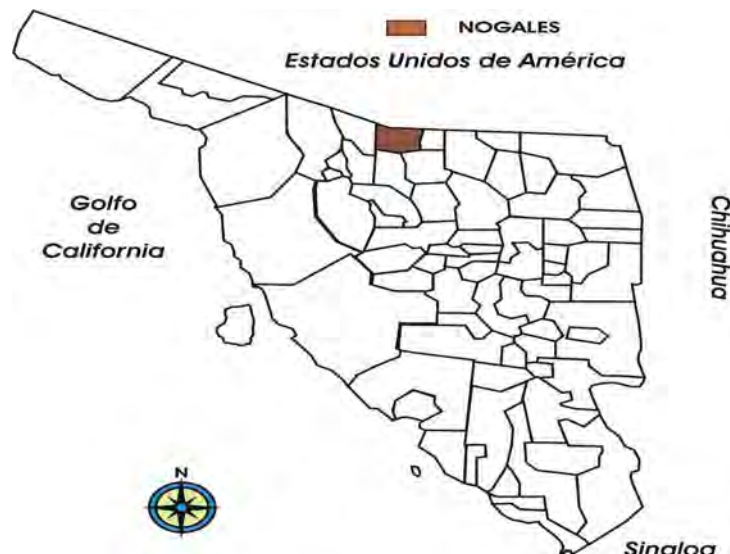 NOGALES
Estados Unidos de América
Golfo
de
California
Chihuahua
N
Sinaloa